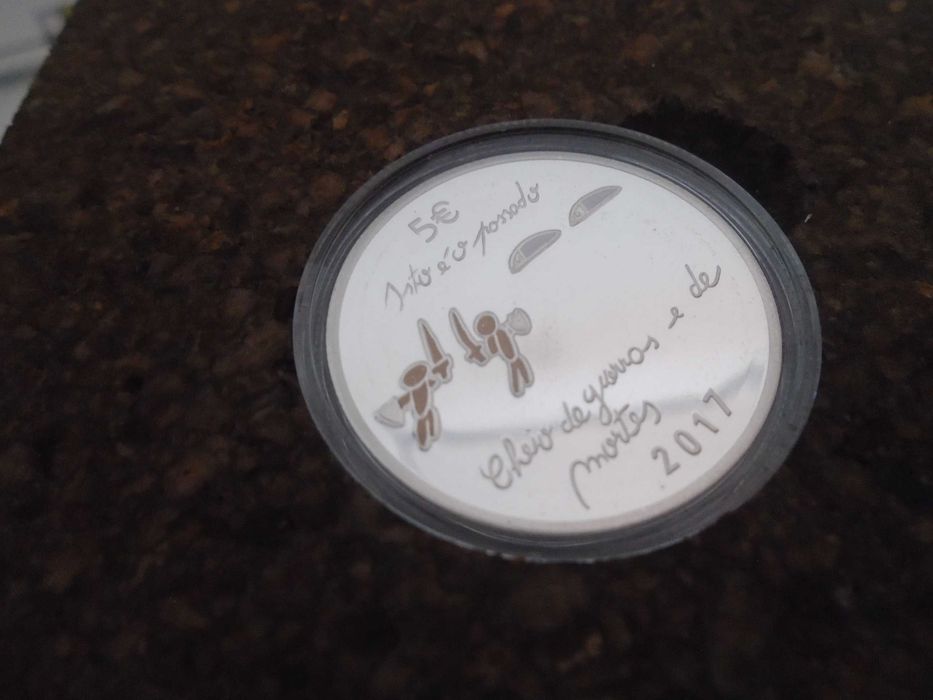 5€
Isto é o passado
Cheio de guerras e de
mortes
2017